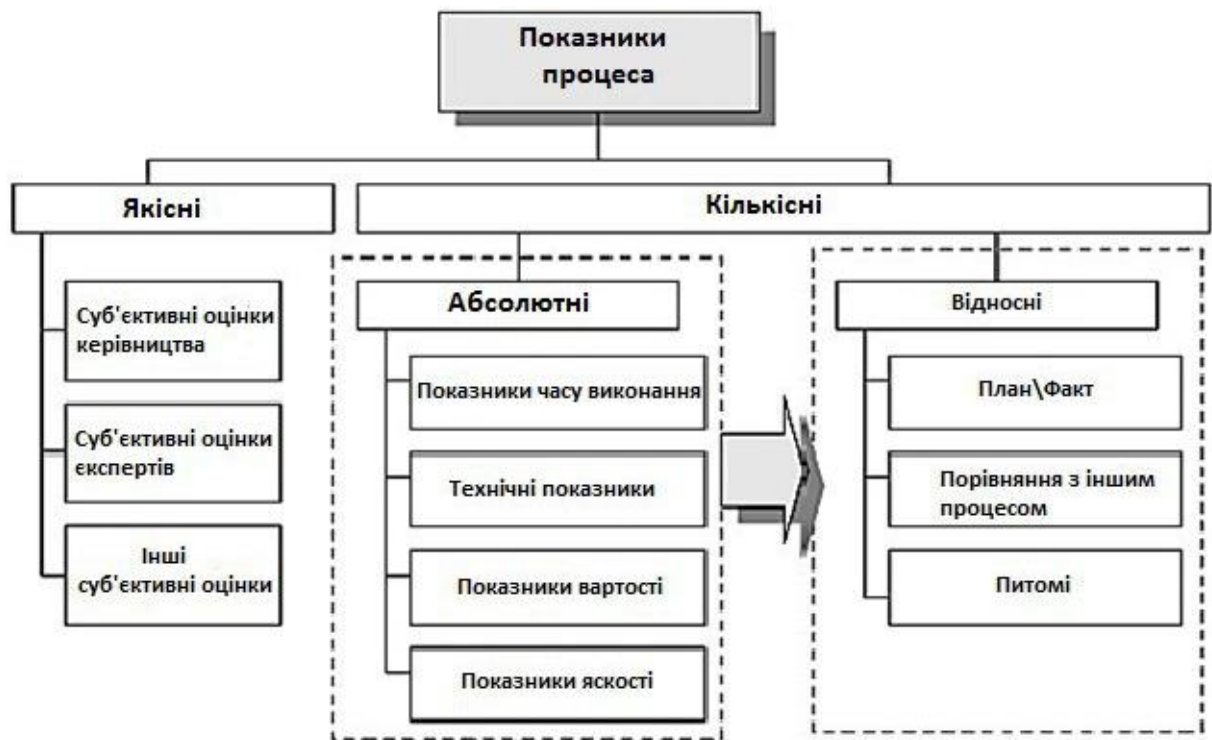 Показники
процеса
Якісні
Кількісні
Суб'єктивні оцінки
керівництва
Суб'єктивні оцінки
експертів
Інші
суб'єктивні оцінки
Абсолютні
Показники часу виконання
Технічні показники
Показники вартості
Показники яскості
Відносні
План\Факт
Порівняння з іншим
процесом
Питомі